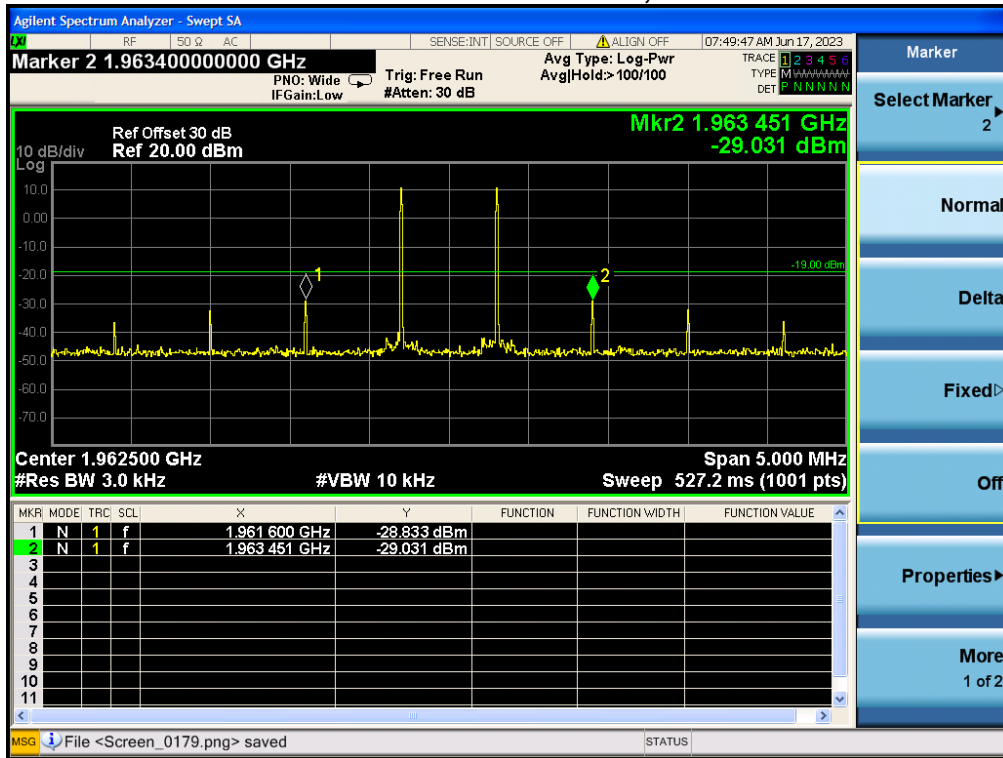 Agilent Spectrum Analyzer - Swept SA
LXI RF 50 Ω AC SENSE:INT SOURCE OFF ALIGN OFF 07:49:47 AM Jun 17, 2023
Marker 2 1.963400000000 GHz
PNO: Wide
IFGain:Low
Trig: Free Run
#Atten: 30 dB
Avg Type: Log-Pwr
Avg|Hold:>100/100
TRACE 1 2 3 4 5 6
TYPE M
DET P N N N N N
Mkr2 1.963 451 GHz
-29.031 dBm
Ref Offset 30 dB
Ref 20.00 dBm
10 dB/div
Log
10.0
0.00
-10.0
-20.0
-30.0
-40.0
-50.0
-60.0
-70.0
1
2
-19.00 dBm
Center 1.962500 GHz
Span 5.000 MHz
#Res BW 3.0 kHz
#VBW 10 kHz
Sweep 527.2 ms (1001 pts)
MKR MODE TRC SCL X Y FUNCTION FUNCTION WIDTH FUNCTION VALUE
1 N 1 f 1.961 600 GHz -28.833 dBm
2 N 1 f 1.963 451 GHz -29.031 dBm
3
4
5
6
7
8
9
10
11
MSG File <Screen_0179.png> saved
STATUS
Marker
Select Marker
2
Normal
Delta
Fixed
Off
Properties
More
1 of 2